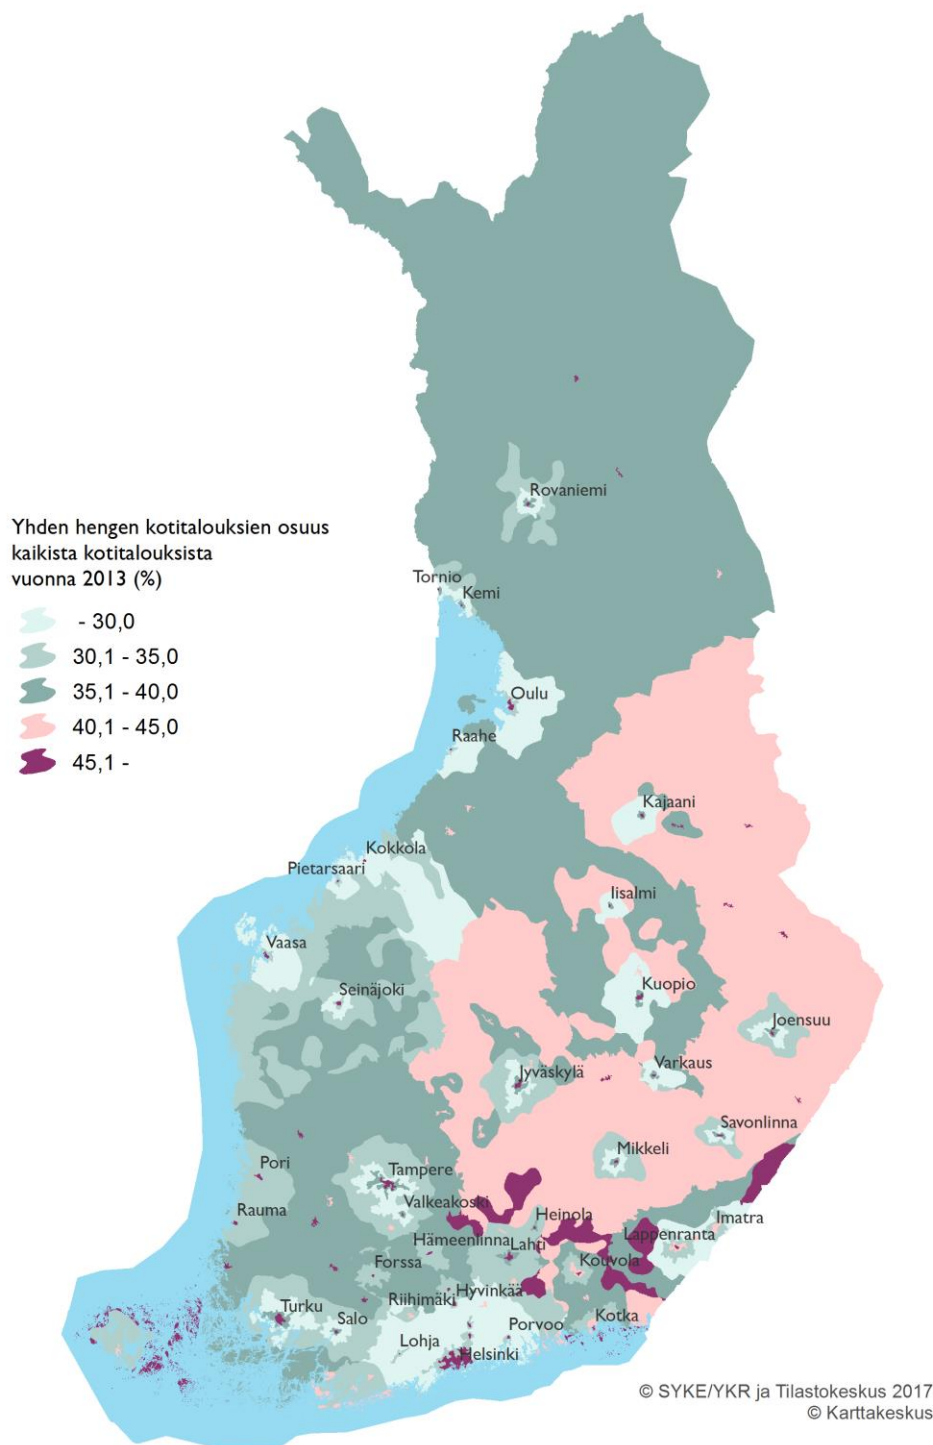 Rovaniemi
Yhden hengen kotitalouksien osuus
kaikista kotitalouksista
vuonna 2013 (%)
- 30,0
30,1 - 35,0
35,1 - 40,0
40,1 - 45,0
45,1 -
Tornio
Kemi
Oulu
Raahe
Kajaani
Kokkola
Pietarsaari
Iisalmi
Vaasa
Seinäjoki
Kuopio
Joensuu
Jyväskylä
Varkaus
Savonlinna
Mikkeli
Pori
Tampere
Rauma
Valkeakoski
Heinola
Imatra
Hämeenlinna
Lahti
Lappenranta
Forssa
Kouvola
Turku
Salo
Riihimäki
Hyvinkää
Lohja
Porvoo
Kotka
Helsinki
© SYKE/YKR ja Tilastokeskus 2017
© Karttakeskus